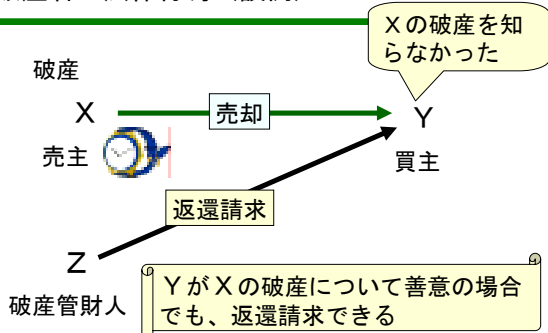 Xの破産を知
らなかった
破産
X
売却
Y
売主
買主
返還請求
Z
破産管財人
YがXの破産について善意の場合
でも、返還請求できる